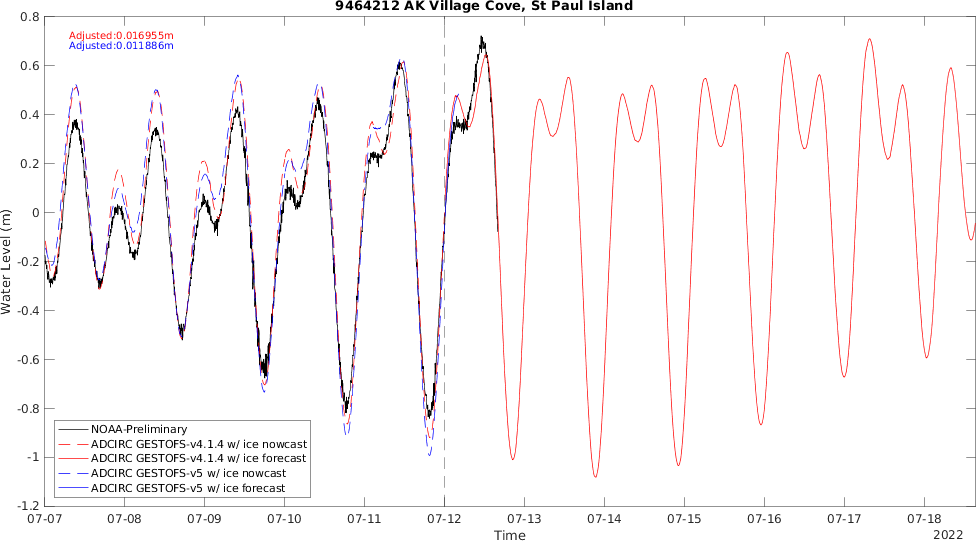 9464212 AK Village Cove, St Paul Island
Adjusted:0.016955m
Adjusted:0.011886m
Water Level (m)
0.8
0.6
0.4
0.2
0
-0.2
-0.4
-0.6
-0.8
-1
-1.2
NOAA-Preliminary
ADCIRC GESTOFS-v4.1.4 w/ ice nowcast
ADCIRC GESTOFS-v4.1.4 w/ ice forecast
ADCIRC GESTOFS-v5 w/ ice nowcast
ADCIRC GESTOFS-v5 w/ ice forecast
07-07 07-08 07-09 07-10 07-11 07-12 07-13 07-14 07-15 07-16 07-17 07-18
Time
2022